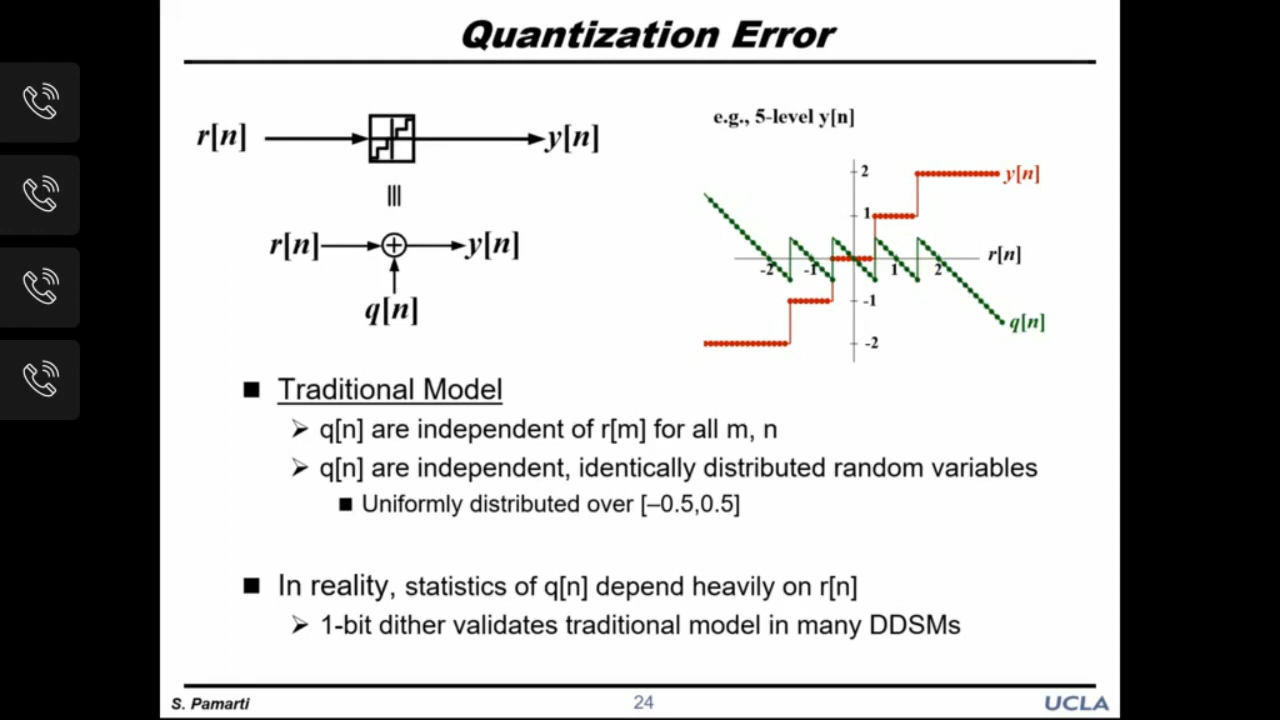 Quantization Error
r[n]
y[n]
r[n]
y[n]
q[n]
e.g., 5-level y[n]
2
y[n]
1
r[n]
-2
-1
1
2
-1
q[n]
-2
Traditional Model
q[n] are independent of r[m] for all m, n
q[n] are independent, identically distributed random variables
Uniformly distributed over [–0.5,0.5]
In reality, statistics of q[n] depend heavily on r[n]
1-bit dither validates traditional model in many DDSMs
S. Pamarti
24
UCLA